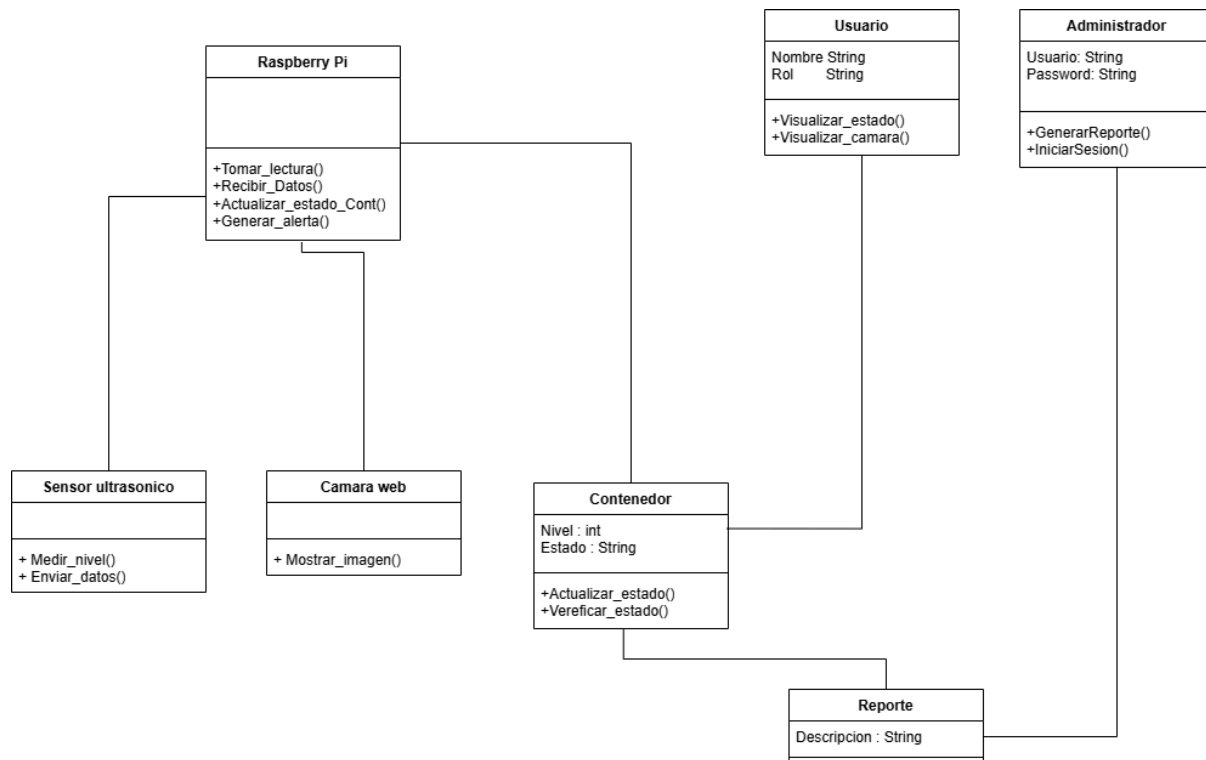 Raspberry Pi
+Tomar_lectura()
+Recibir_Datos()
+Actualizar_estado_Cont()
+Generar_alerta()
Usuario
Nombre String
Rol String
+Visualizar_estado()
+Visualizar_camara()
Administrador
Usuario: String
Password: String
+GenerarReporte()
+IniciarSesion()
Sensor ultrasonico
+ Medir_nivel()
+ Enviar_datos()
Camara web
+ Mostrar_imagen()
Contenedor
Nivel : int
Estado : String
+Actualizar_estado()
+Vereficar_estado()
Reporte
Descripcion : String